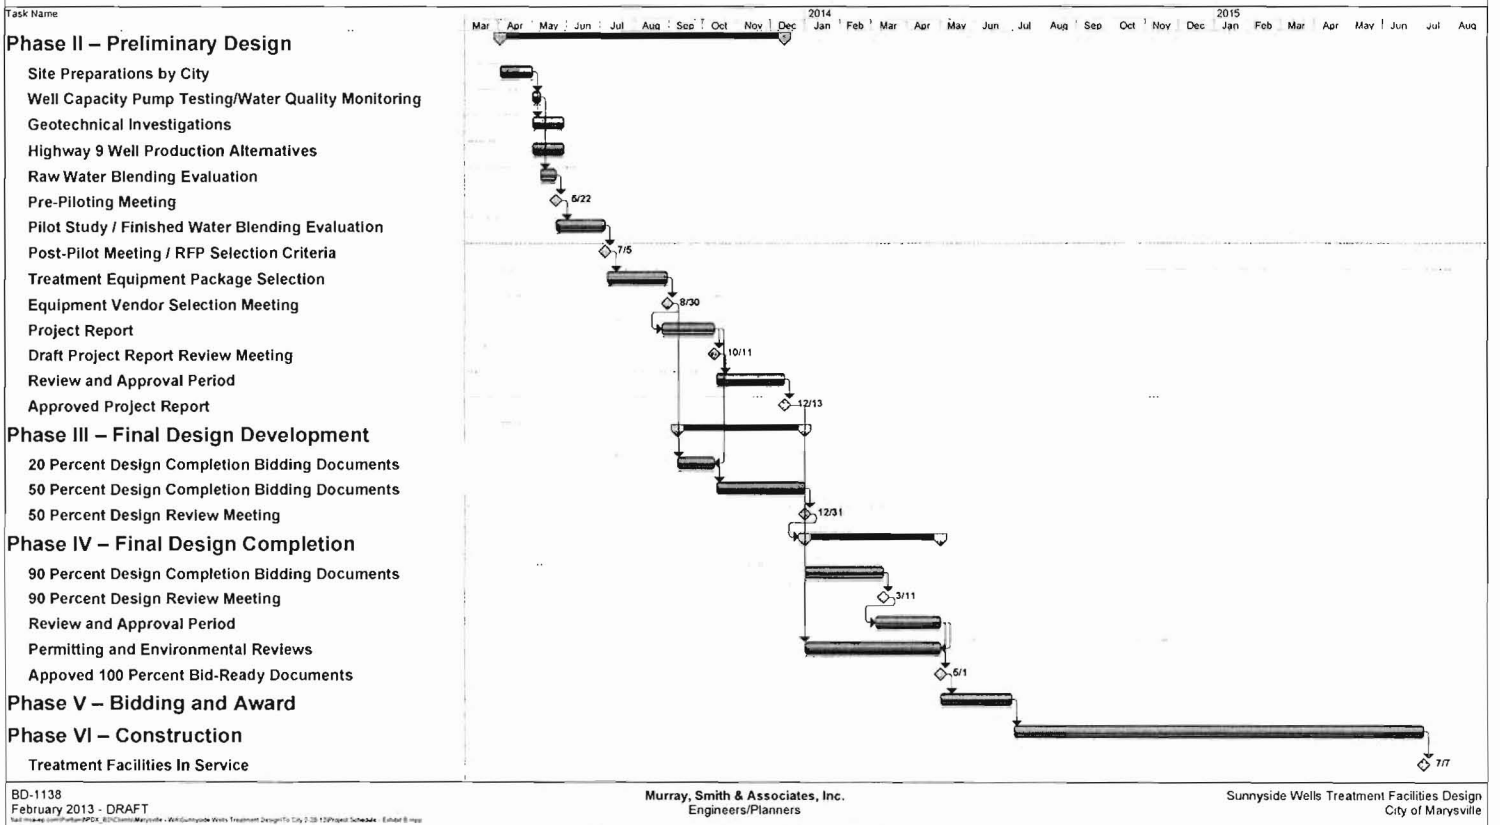 Task Name
2014 2015
Mar Apr May Jun Jul Aug Sep Oct Nov Dec Jan Feb Mar Apr May Jun Jul Aug Sep Oct Nov Dec Jan Feb Mar Apr May Jun Jul Aug
Phase II – Preliminary Design
Site Preparations by City
Well Capacity Pump Testing/Water Quality Monitoring
Geotechnical Investigations
Highway 9 Well Production Alternatives
Raw Water Blending Evaluation
Pre-Piloting Meeting 5/22
Pilot Study / Finished Water Blending Evaluation
Post-Pilot Meeting / RFP Selection Criteria 7/5
Treatment Equipment Package Selection
Equipment Vendor Selection Meeting 8/30
Project Report
Draft Project Report Review Meeting 10/11
Review and Approval Period
Approved Project Report 12/13
Phase III – Final Design Development
20 Percent Design Completion Bidding Documents
50 Percent Design Completion Bidding Documents
50 Percent Design Review Meeting 12/31
Phase IV – Final Design Completion
90 Percent Design Completion Bidding Documents
90 Percent Design Review Meeting 3/11
Review and Approval Period
Permitting and Environmental Reviews
Appoved 100 Percent Bid-Ready Documents 5/1
Phase V – Bidding and Award
Phase VI – Construction
Treatment Facilities In Service 7/7
BD-1138
February 2013 - DRAFT
Murray, Smith & Associates, Inc.
Engineers/Planners
Sunnyside Wells Treatment Facilities Design
City of Marysville